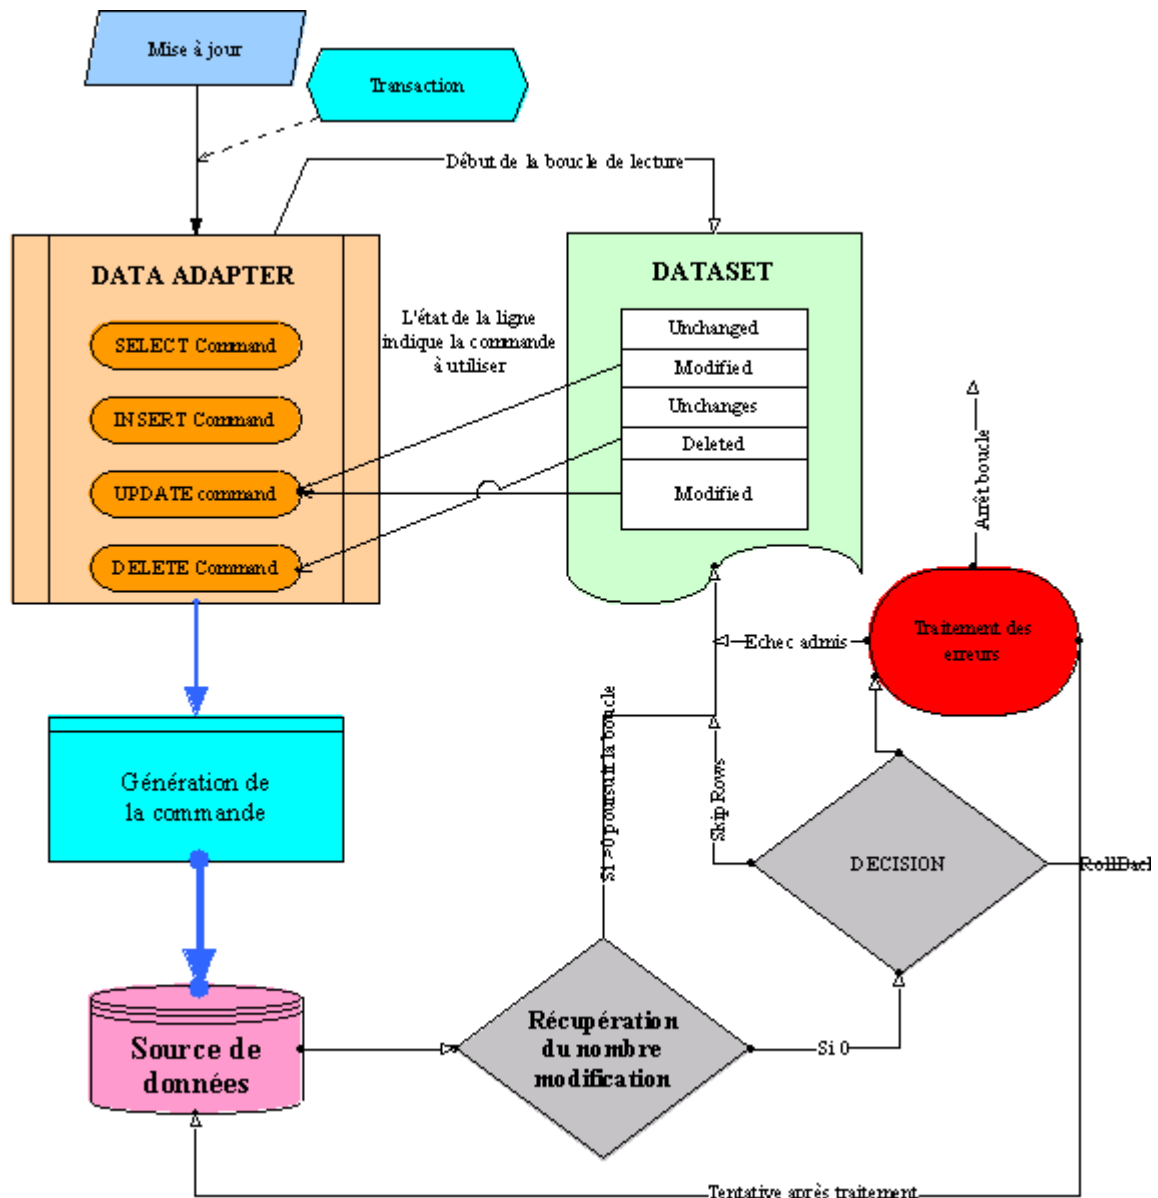 Mise à jour
Transaction
Début de la boucle de lecture
DATA ADAPTER
SELECT Command
INSERT Command
UPDATE command
DELETE Command
L'état de la ligne
indique la commande
à utiliser
DATASET
Unchanged
Modified
Unchanges
Deleted
Modified
Arrêt boucle
Traitement des
erreurs
Echec admis
Si >0 poursuivre la boucle
Skip Rows
Génération de
la commande
DECISION
RollBack
Source de
données
Récupération
du nombre
modification
Si 0
Tentative après traitement